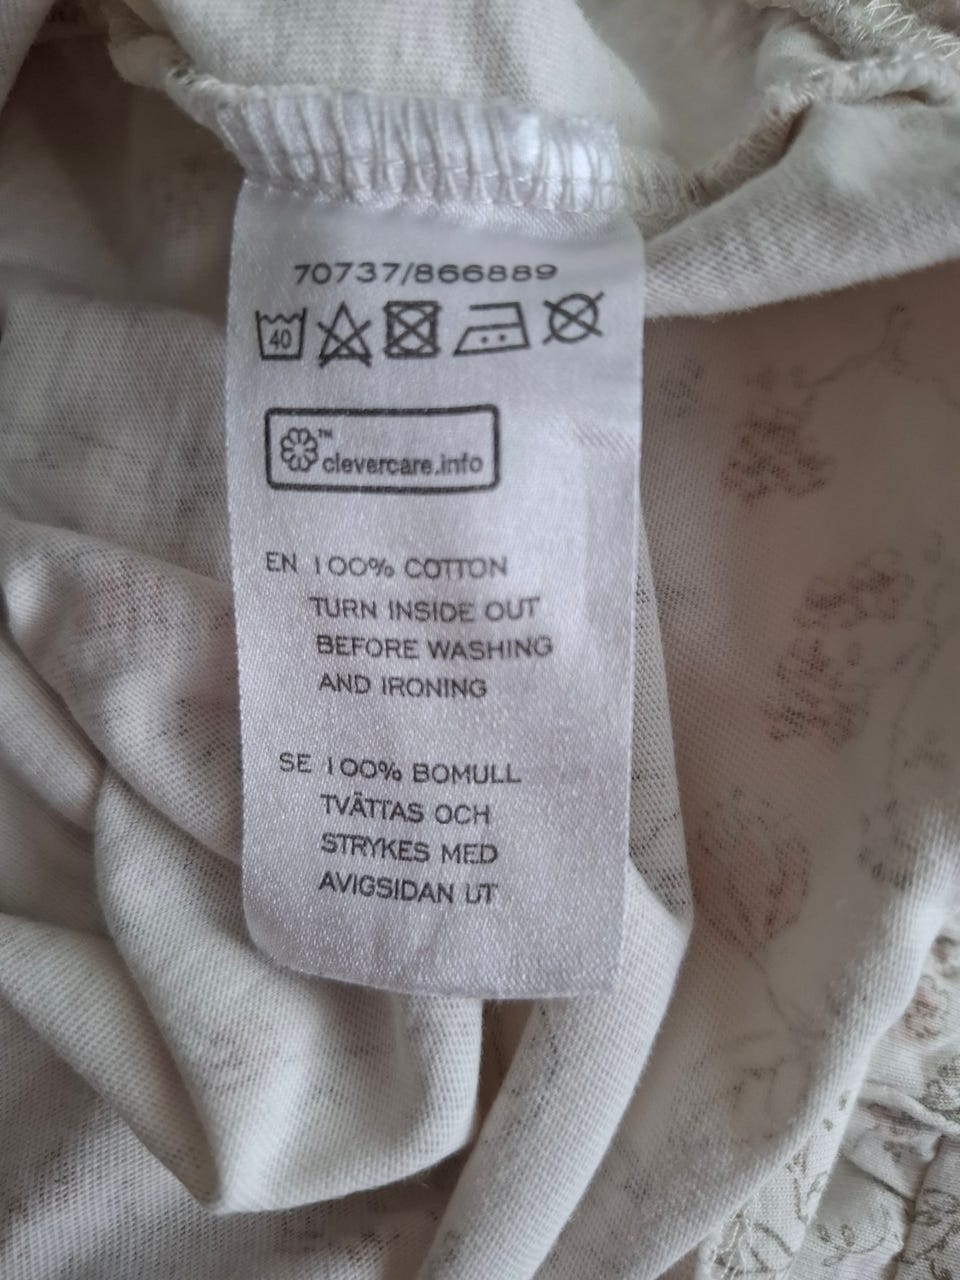 70737/866889
40
™
clevercare.info
EN 100% COTTON
TURN INSIDE OUT
BEFORE WASHING
AND IRONING
SE 100% BOMULL
TVÄTTAS OCH
STRYKES MED
AVIGSIDAN UT